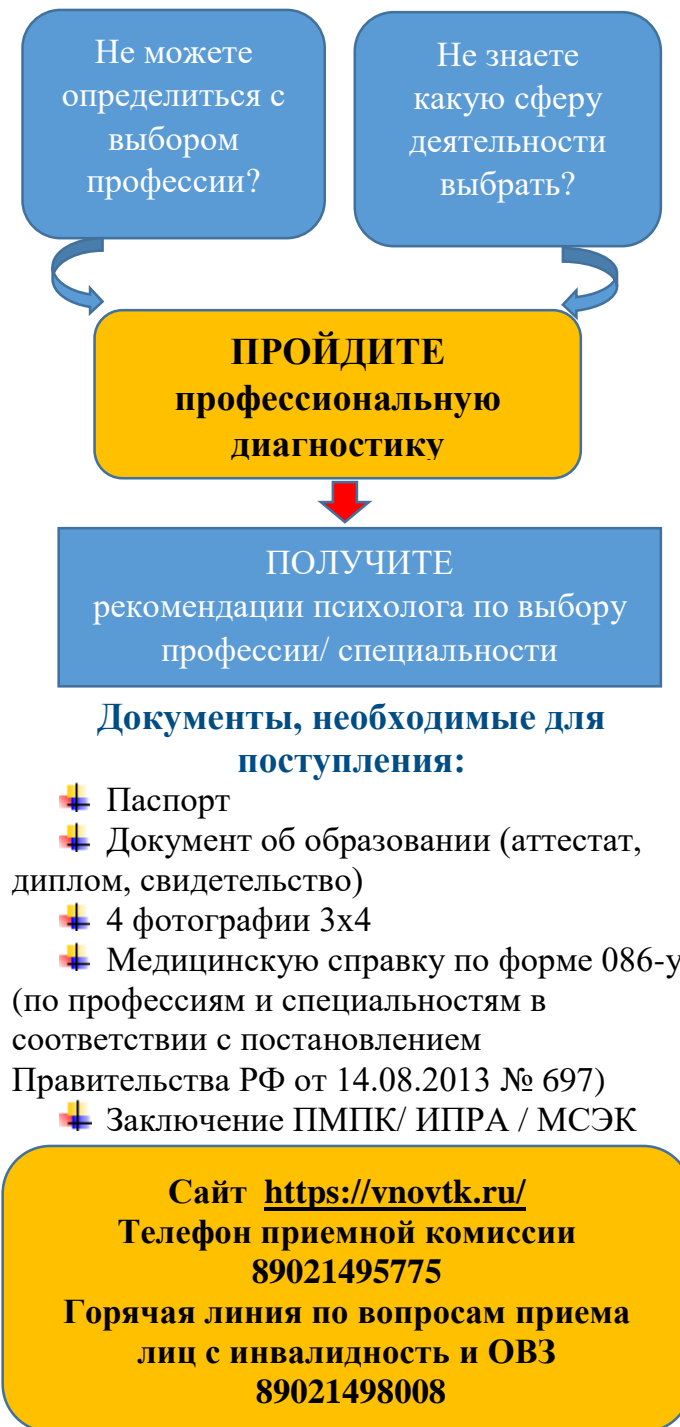 Не можете
определиться с
выбором
профессии?
Не знаете
какую сферу
деятельности
выбрать?
ПРОЙДИТЕ
профессиональную
диагностику
ПОЛУЧИТЕ
рекомендации психолога по выбору
профессии/ специальности
Документы, необходимые для
поступления:
Паспорт
Документ об образовании (аттестат,
диплом, свидетельство)
4 фотографии 3х4
Медицинскую справку по форме 086-у
(по профессиям и специальностям в
соответствии с постановлением
Правительства РФ от 14.08.2013 № 697)
Заключение ПМПК/ ИПРА / МСЭК
Сайт https://vnovtk.ru/
Телефон приемной комиссии
89021495775
Горячая линия по вопросам приема
лиц с инвалидность и ОВЗ
89021498008